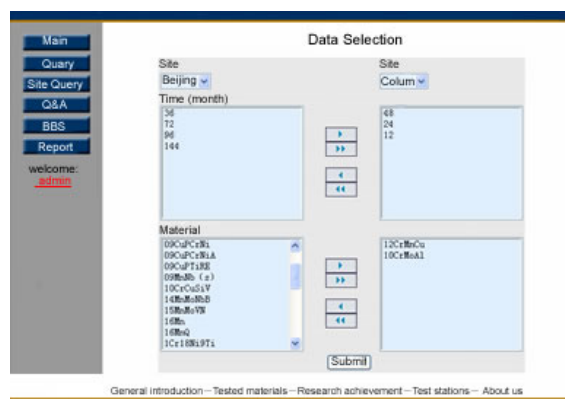 Data Selection
Main
Quary
Site Query
Q&A
BBS
Report
welcome:
admin
Site
Beijing
Site
Colum
Time (month)
36
72
96
144
48
24
12
Material
09CuPCrNi
09CuPCrNiA
09CuPTiRE
09MnNb (z)
10CrCuSiV
14MnMoNbB
15MnMoVN
16Mn
16MnQ
1Cr18Ni9Ti
12CrMnCu
10CrMoAl
Submit
General introduction—Tested materials—Research achievement—Test stations— About us